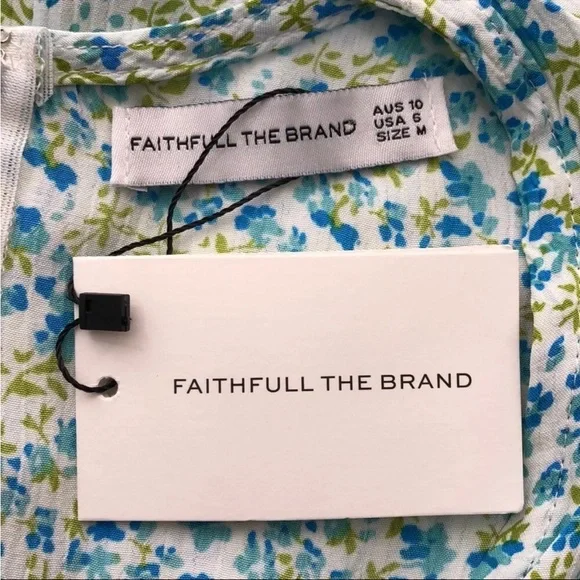 FAITHFULL THE BRAND
AUS 10
USA 6
SIZE M
FAITHFULL THE BRAND